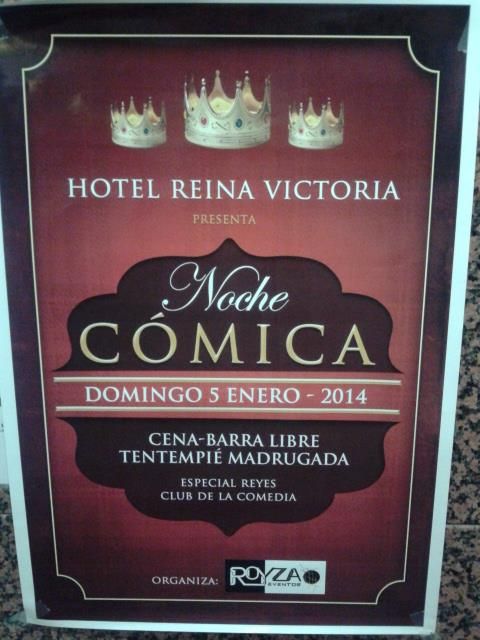 HOTEL REINA VICTORIA
PRESENTA
Noche
CÓMICA
DOMINGO 5 ENERO - 2014
CENA-BARRA LIBRE
TENTEMPIÉ MADRUGADA
ESPECIAL REYES
CLUB DE LA COMEDIA
ORGANIZA: ROYZA
EVENTOS